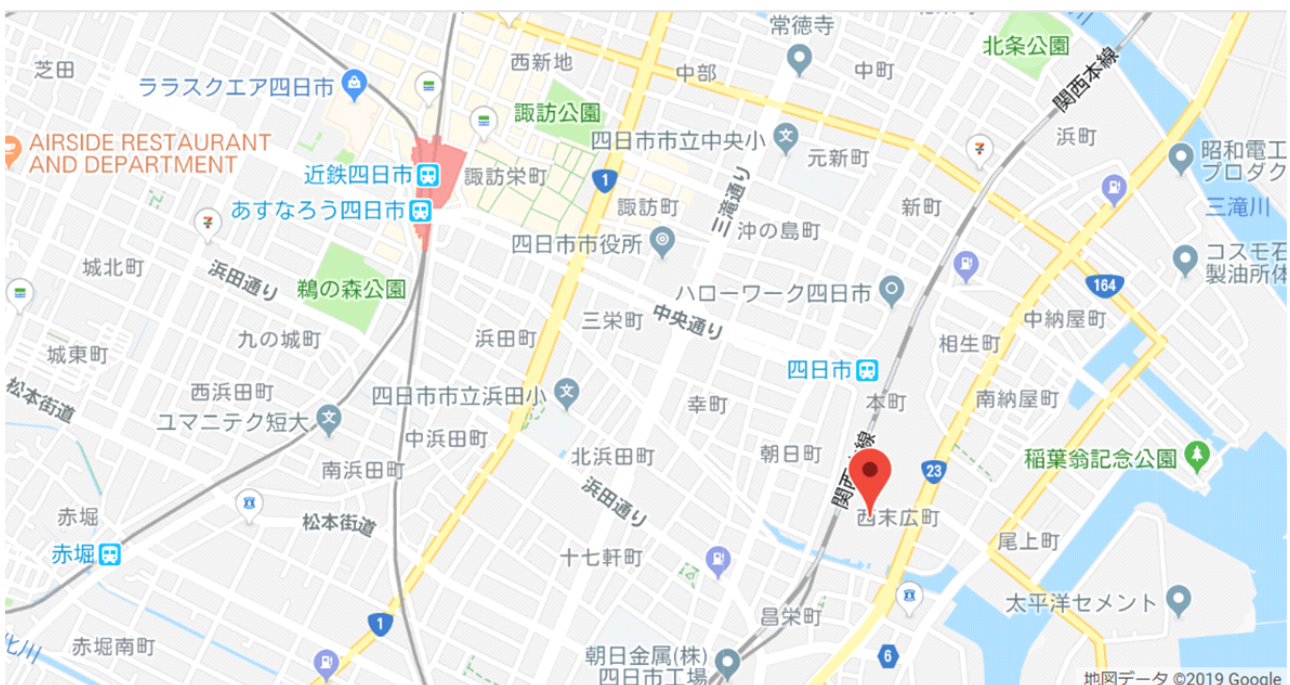 常徳寺
北条公園
西新地
中部
中町
関西本線
芝田
ララスクエア四日市
諏訪公園
浜町
AIRSIDE RESTAURANT
AND DEPARTMENT
四日市市立中央小
元新町
昭和電工
プロダク
近鉄四日市
諏訪栄町
1
三滝通り
あすなろう四日市
諏訪町
新町
三滝川
四日市市役所
沖の島町
コスモ石
製油所体
城北町
浜田通り
鵜の森公園
ハローワーク四日市
164
三栄町
中央通り
中納屋町
九の城町
浜田町
相生町
城東町
四日市
松本街道
西浜田町
四日市市立浜田小
幸町
本町
南納屋町
ユマニテク短大
中浜田町
北浜田町
朝日町
稲葉翁記念公園
南浜田町
23
浜田通り
赤堀
松本街道
西末広町
赤堀
十七軒町
尾上町
太平洋セメント
昌栄町
1
赤堀南町
朝日金属(株)
四日市工場
6
地図データ ©2019 Google